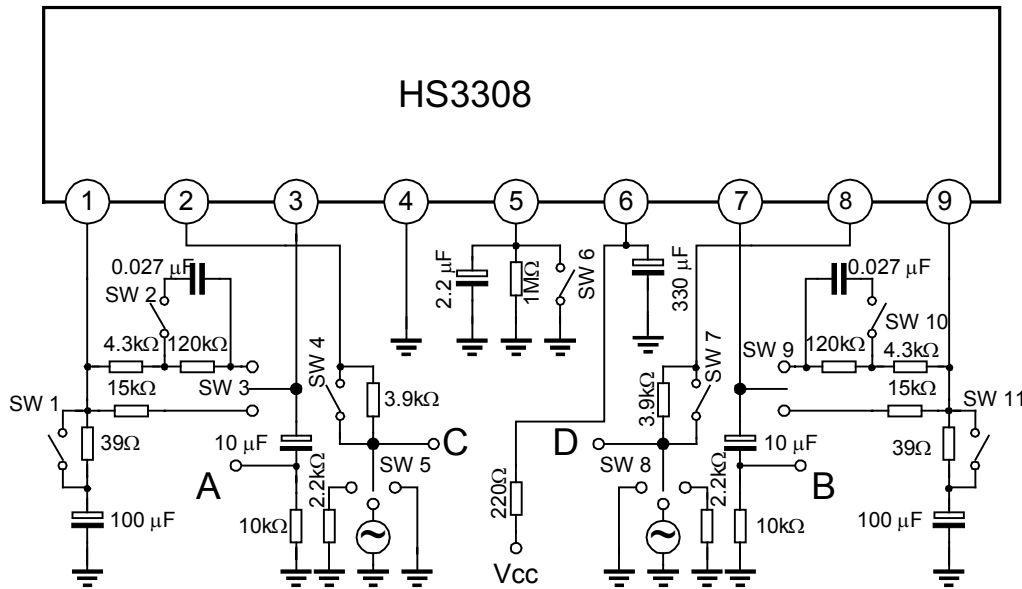 HS3308
1 2 3 4 5 6 7 8 9
0.027 μF
SW 2
4.3kΩ
120kΩ
15kΩ
SW 3
SW 1
39Ω
100 μF
10 μF
A
10kΩ
2.2kΩ
SW 4
3.9kΩ
SW 5
C
2.2 μF
1MΩ
SW 6
330 μF
220Ω
Vcc
SW 7
3.9kΩ
D
SW 8
2.2kΩ
10kΩ
10 μF
B
0.027 μF
SW 10
SW 9
120kΩ
4.3kΩ
15kΩ
SW 11
39Ω
100 μF